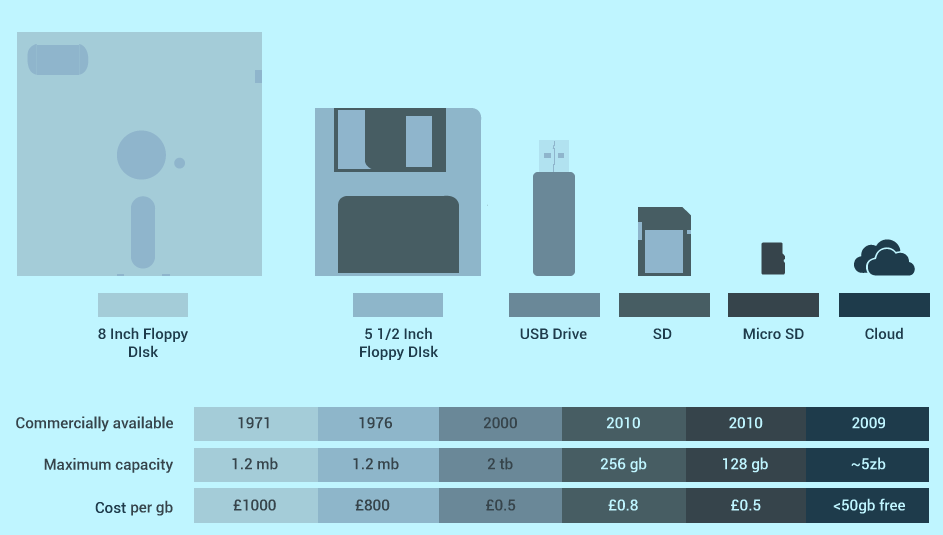 8 Inch Floppy
DIsk
5 1/2 Inch
Floppy DIsk
USB Drive
SD
Micro SD
Cloud
Commercially available 1971 1976 2000 2010 2010 2009
Maximum capacity 1.2 mb 1.2 mb 2 tb 256 gb 128 gb ~5zb
Cost per gb £1000 £800 £0.5 £0.8 £0.5 <50gb free